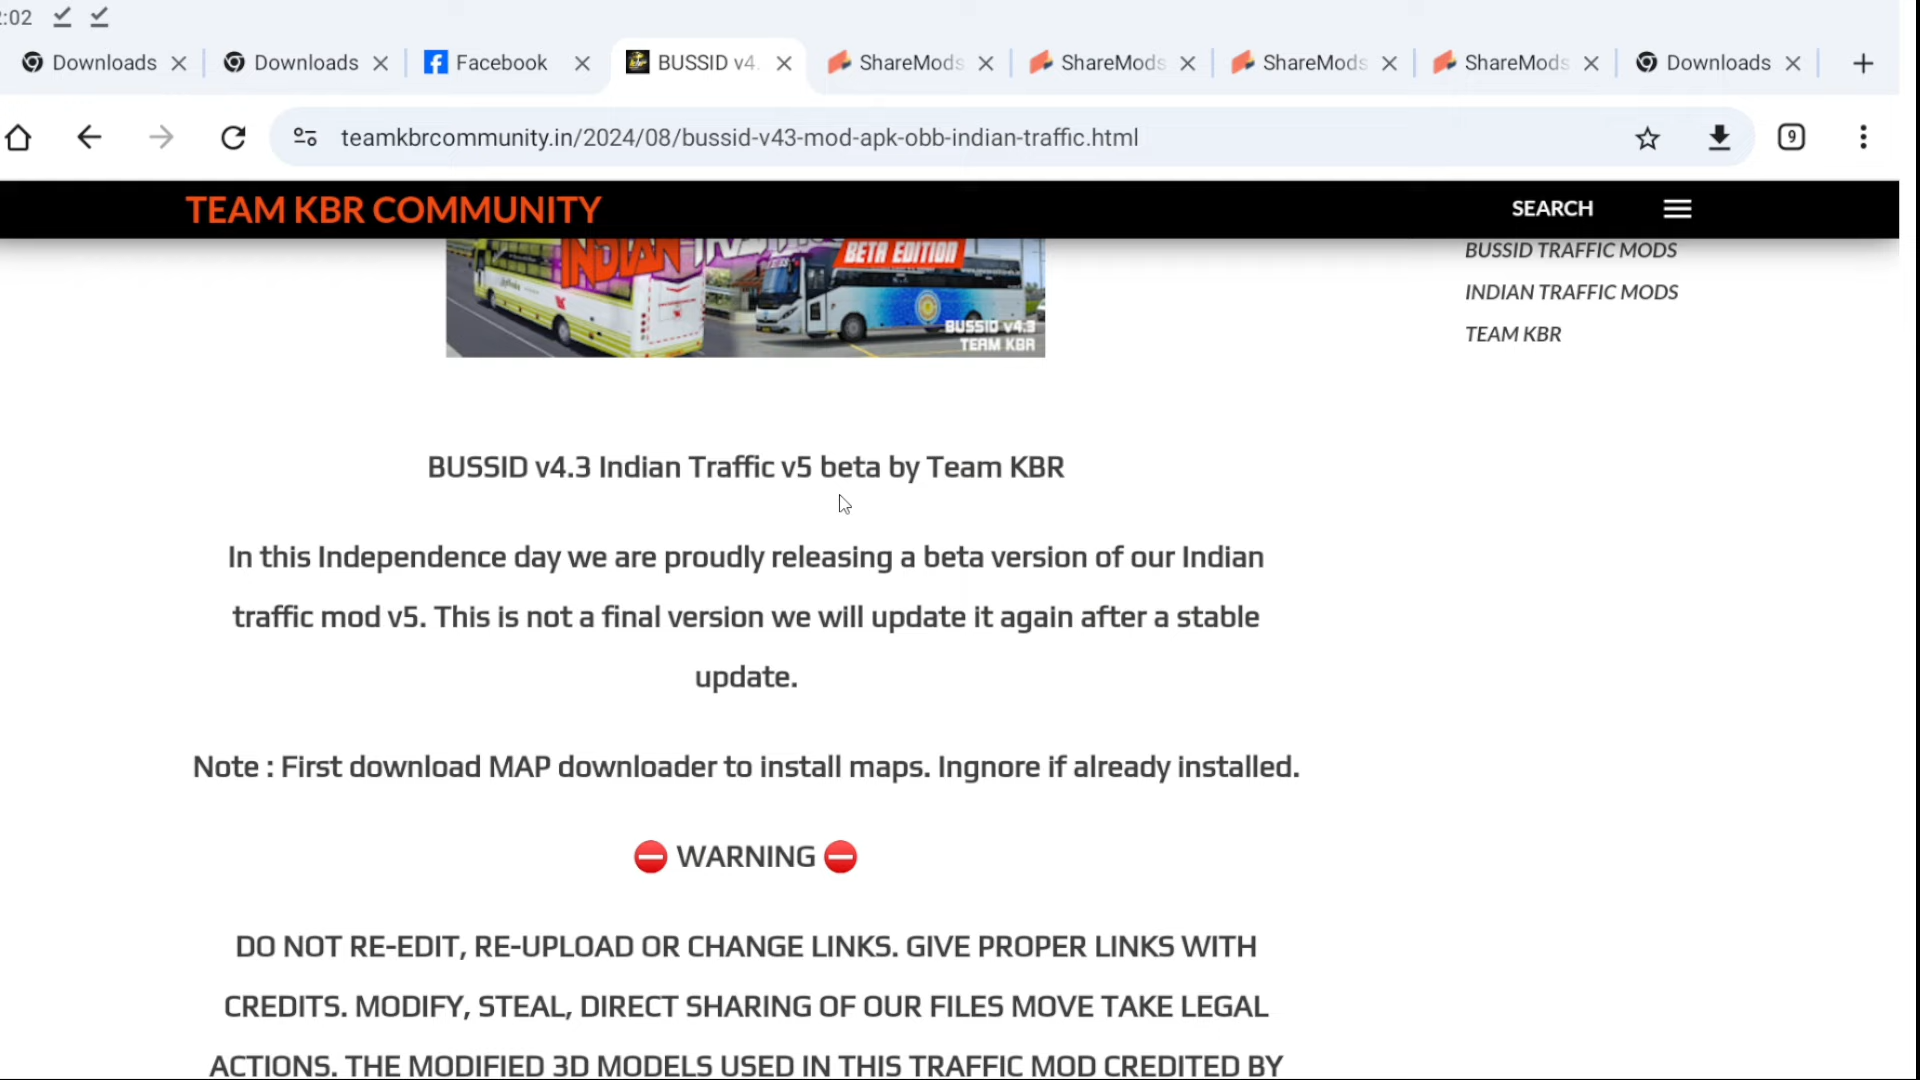 :02
Downloads
Downloads
Facebook
BUSSID v4.
ShareMods
ShareMods
ShareMods
ShareMods
Downloads
teamkbrcommunity.in/2024/08/bussid-v43-mod-apk-obb-indian-traffic.html
9
TEAM KBR COMMUNITY
SEARCH
INDIAN
BETA EDITION
BUSSID v4.3
TEAM KBR
BUSSID TRAFFIC MODS
INDIAN TRAFFIC MODS
TEAM KBR
BUSSID v4.3 Indian Traffic v5 beta by Team KBR
In this Independence day we are proudly releasing a beta version of our Indian
traffic mod v5. This is not a final version we will update it again after a stable
update.
Note : First download MAP downloader to install maps. Ingnore if already installed.
WARNING
DO NOT RE-EDIT, RE-UPLOAD OR CHANGE LINKS. GIVE PROPER LINKS WITH
CREDITS. MODIFY, STEAL, DIRECT SHARING OF OUR FILES MOVE TAKE LEGAL
ACTIONS. THE MODIFIED 3D MODELS USED IN THIS TRAFFIC MOD CREDITED BY